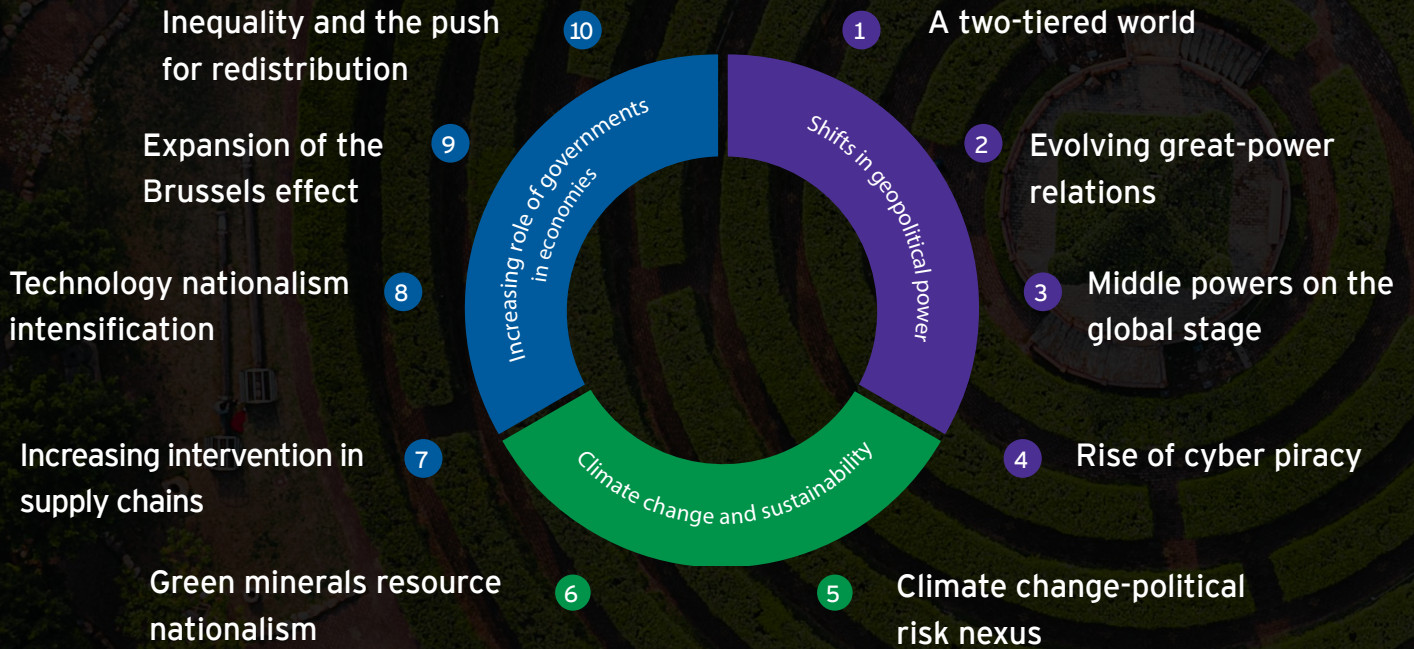 1
A two-tiered world
2
Evolving great-power
relations
3
Middle powers on the
global stage
4
Rise of cyber piracy
5
Climate change-political
risk nexus
6
Green minerals resource
nationalism
7
Increasing intervention in
supply chains
8
Technology nationalism
intensification
9
Expansion of the
Brussels effect
10
Inequality and the push
for redistribution
Shifts in geopolitical power
Climate change and sustainability
Increasing role of governments
in economies